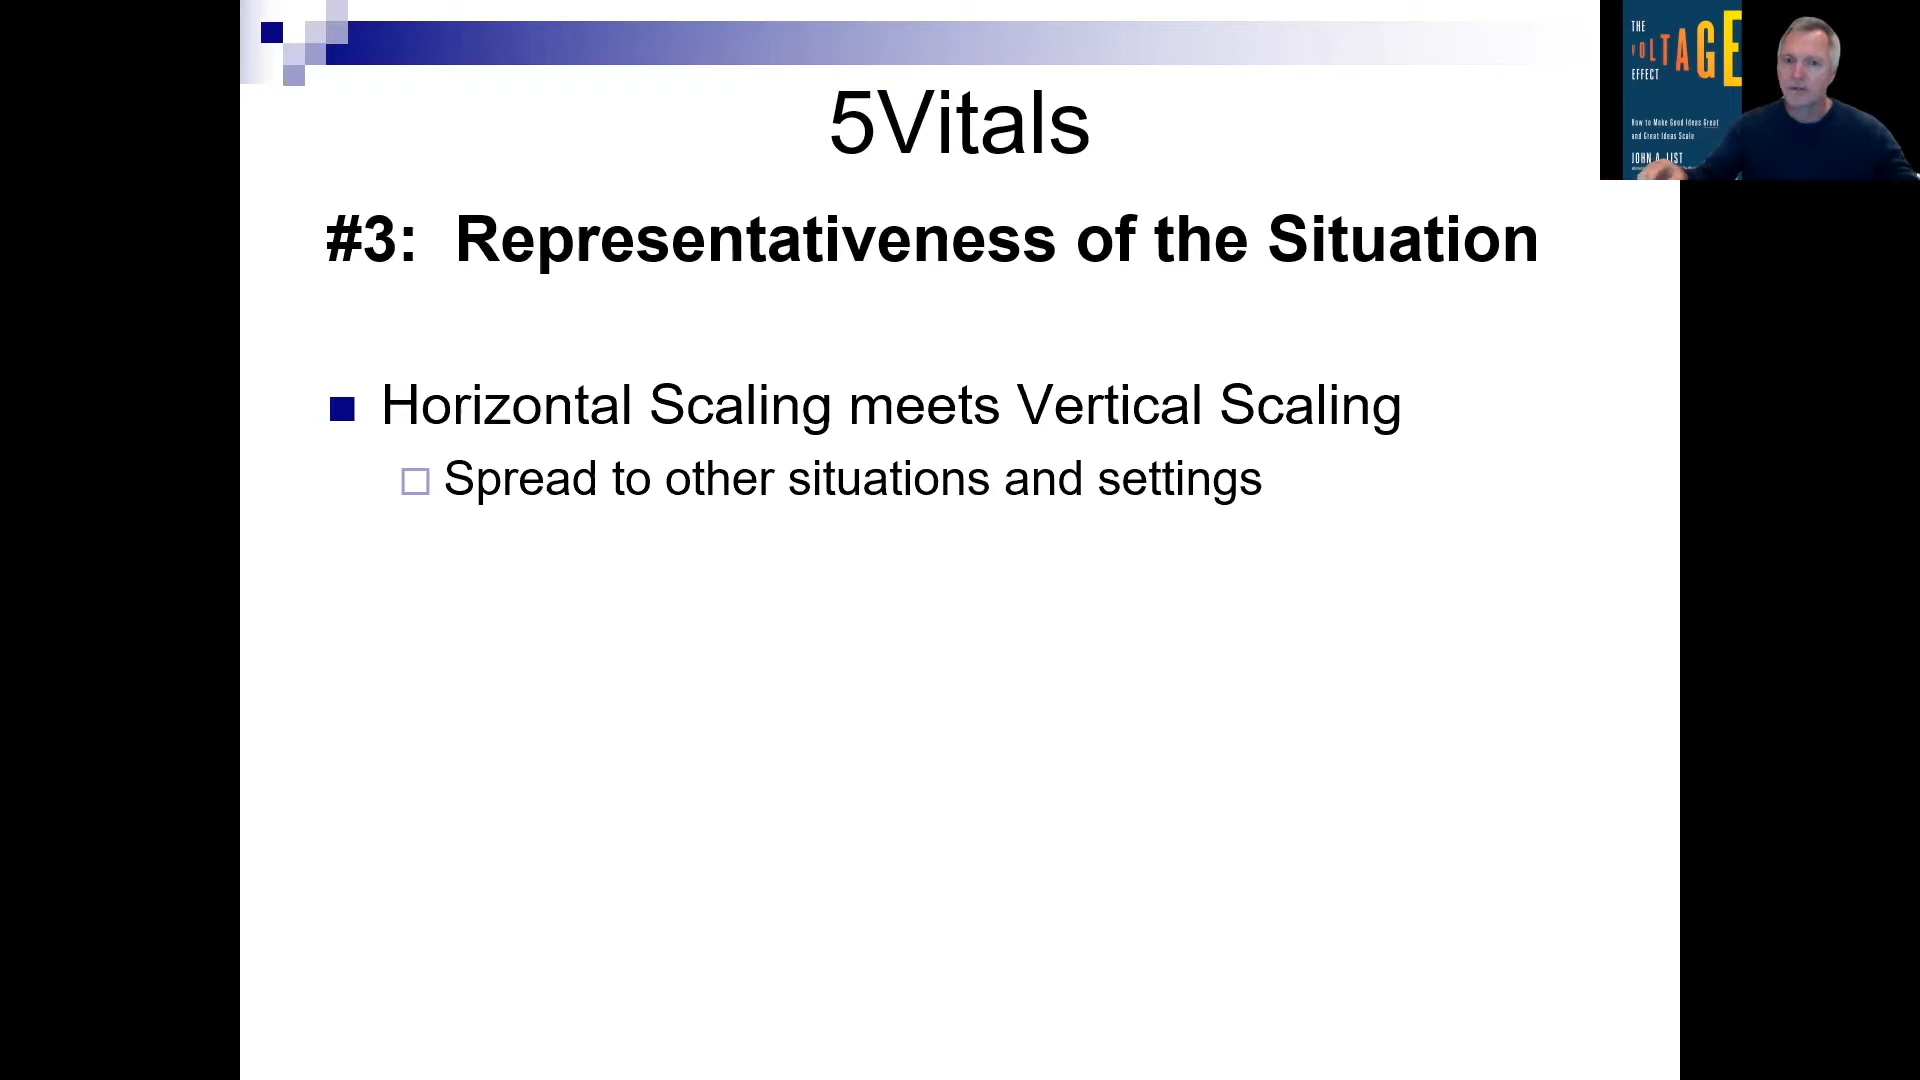 5Vitals
#3: Representativeness of the Situation
Horizontal Scaling meets Vertical Scaling
Spread to other situations and settings
THE
VOLTAGE
EFFECT
How to Make Good Ideas Great
and Great Ideas Scale
JOHN A. LIST